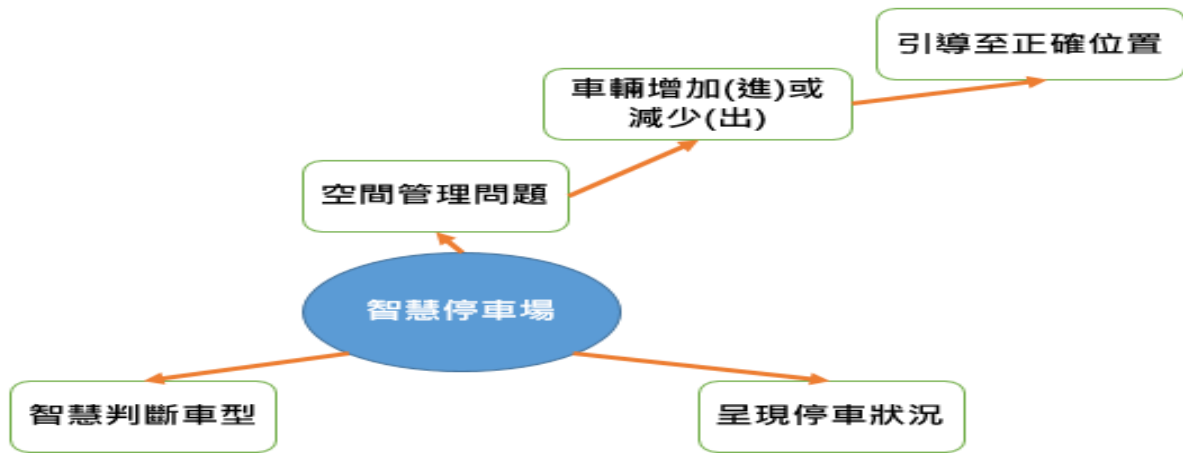 引導至正確位置
車輛增加(進)或
減少(出)
空間管理問題
智慧停車場
智慧判斷車型
呈現停車狀況